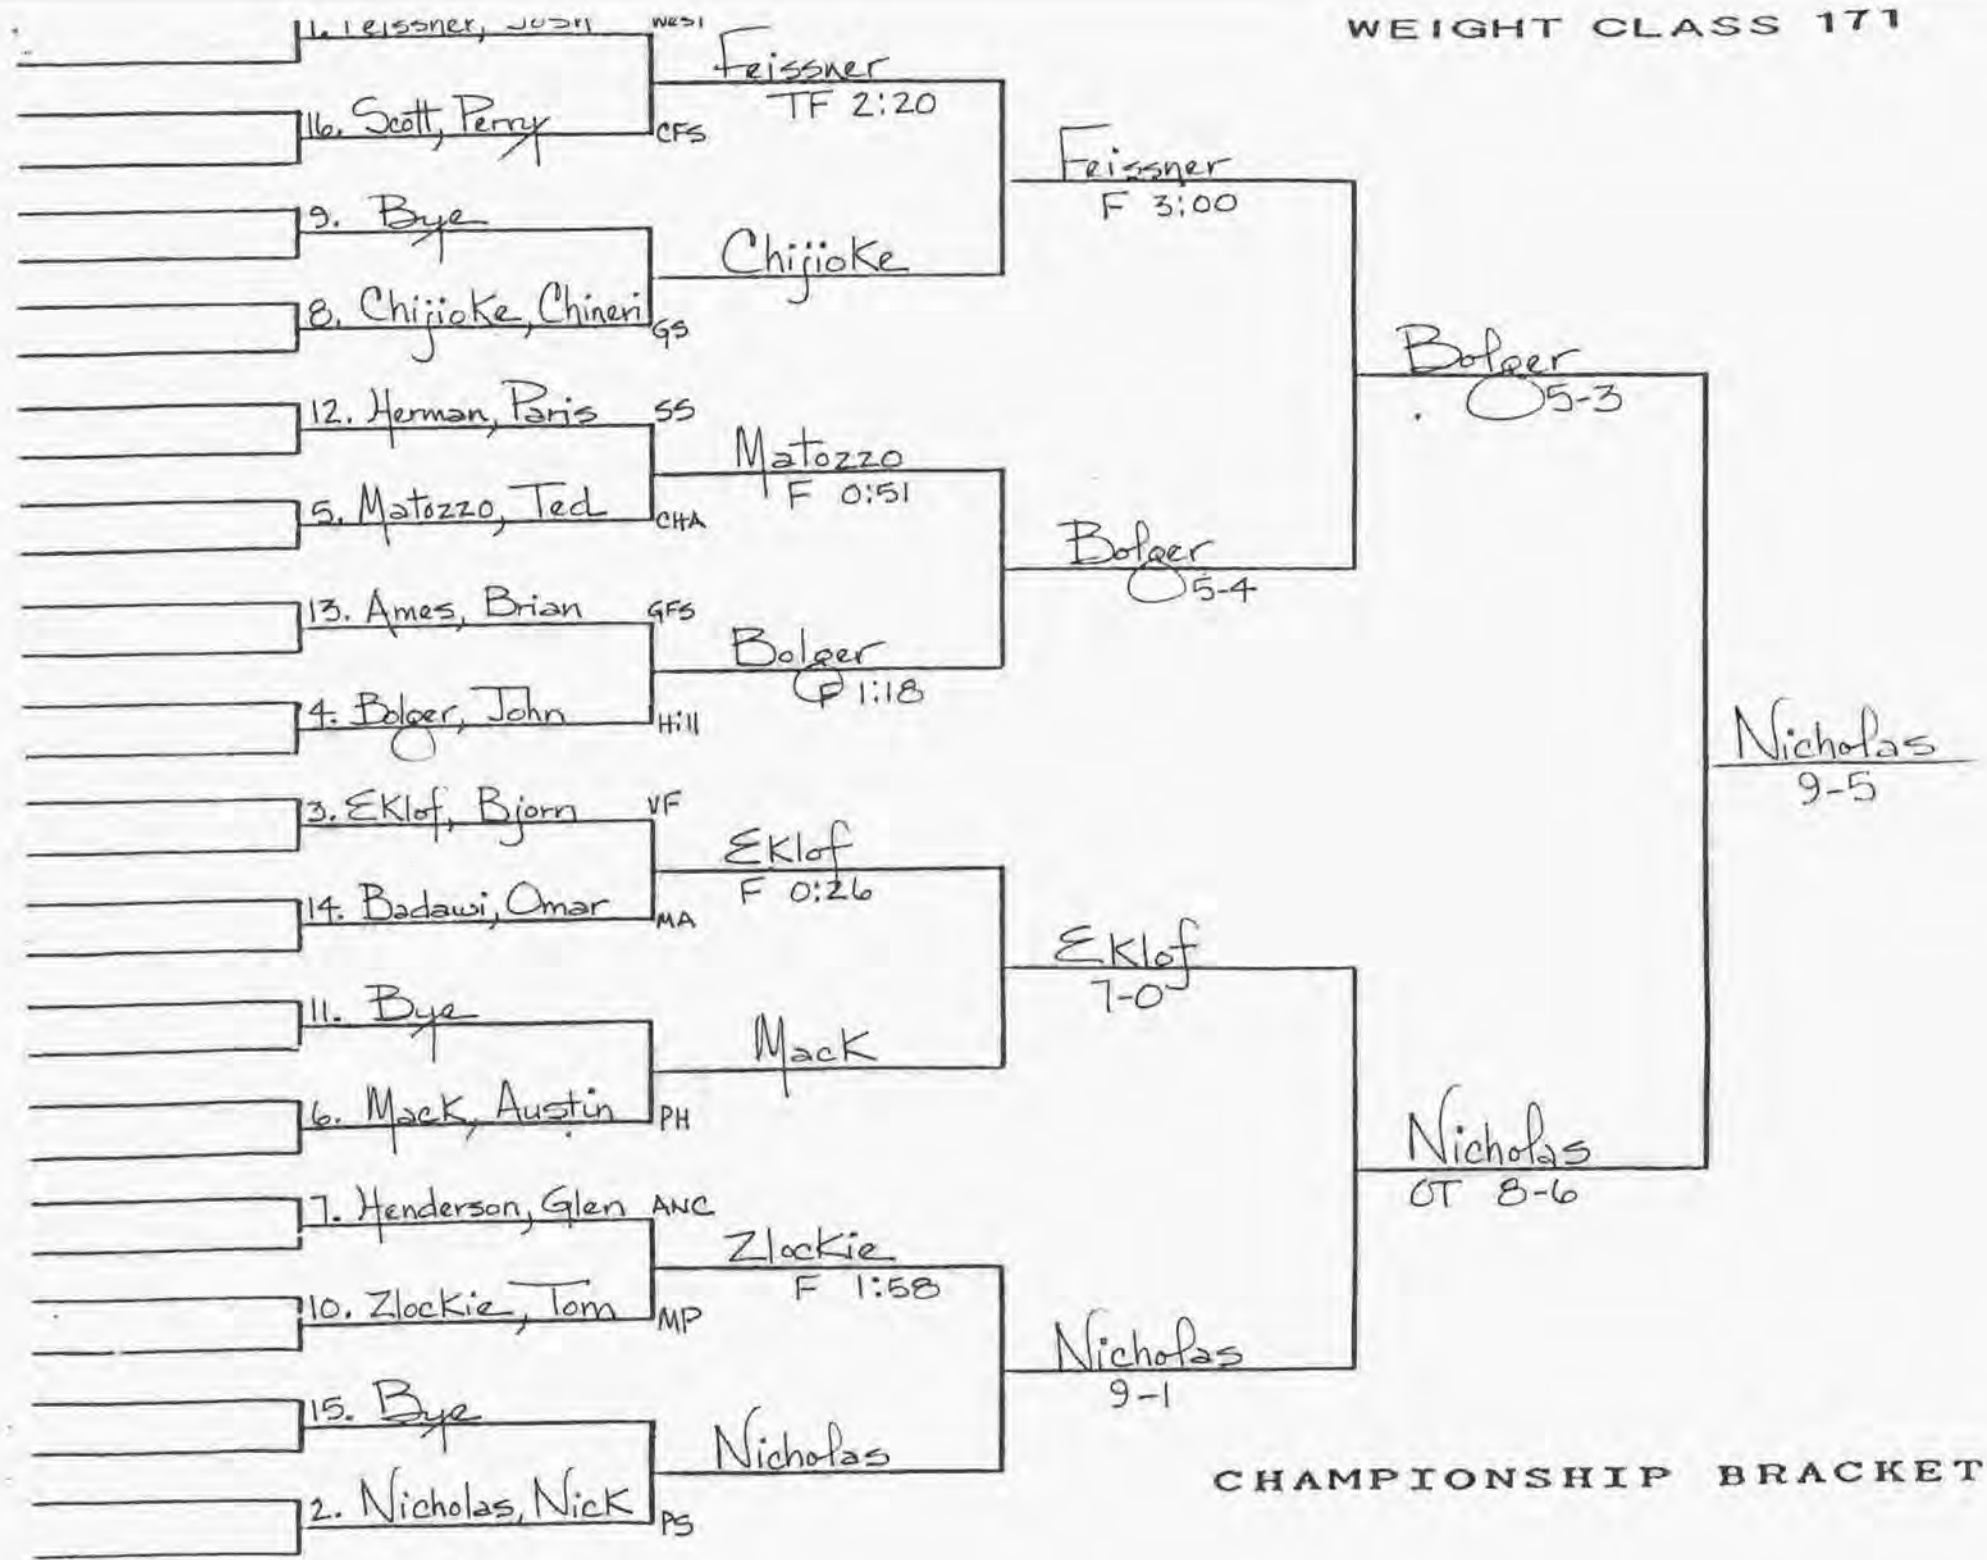 WEIGHT CLASS 171
1. Feissner, Josh West
16. Scott, Perry CFS
9. Bye
8. Chijioke, Chineri GS
12. Herman, Paris SS
5. Matozzo, Ted CHA
13. Ames, Brian GFS
4. Bolger, John Hill
3. Eklof, Bjorn VF
14. Badawi, Omar MA
11. Bye
6. Mack, Austin PH
7. Henderson, Glen ANC
10. Zlockie, Tom MP
15. Bye
2. Nicholas, Nick PS
Feissner
TF 2:20
Chijioke
Matozzo
F 0:51
Bolger
F 1:18
Eklof
F 0:26
Mack
Zlockie
F 1:58
Nicholas
Feissner
F 3:00
Bolger
5-4
Eklof
7-0
Nicholas
9-1
Bolger
5-3
Nicholas
OT 8-6
Nicholas
9-5
CHAMPIONSHIP BRACKET